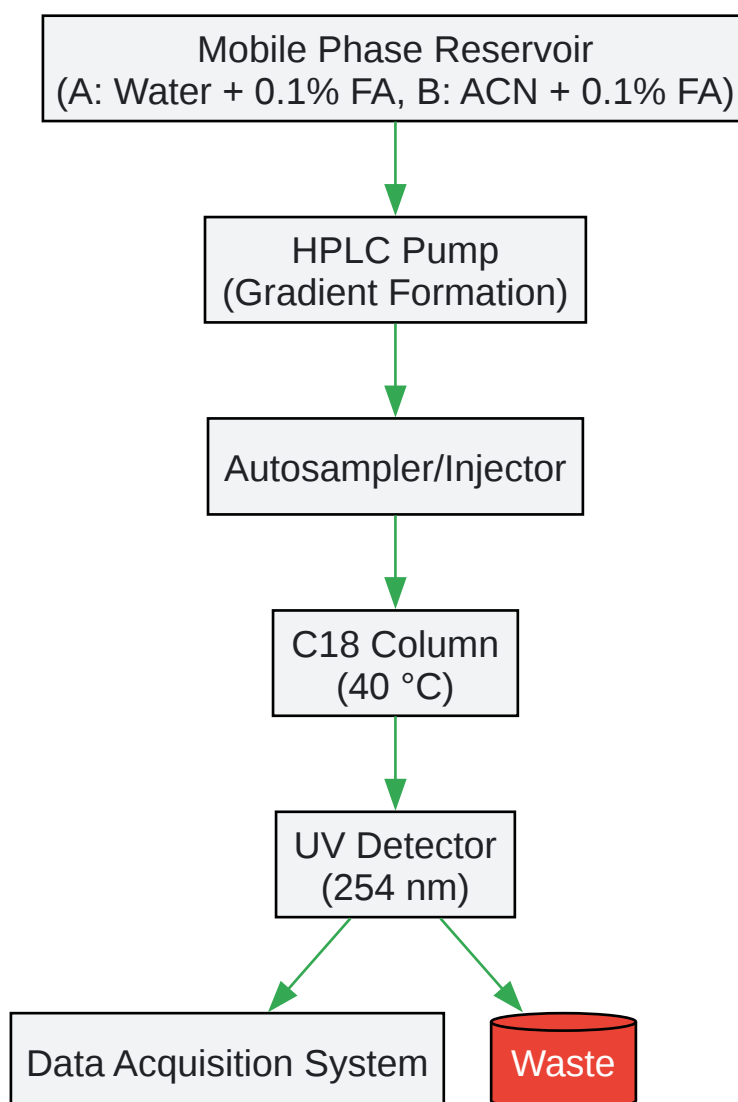 Mobile Phase Reservoir
(A: Water + 0.1% FA, B: ACN + 0.1% FA)
HPLC Pump
(Gradient Formation)
Autosampler/Injector
C18 Column
(40 °C)
UV Detector
(254 nm)
Data Acquisition System
Waste